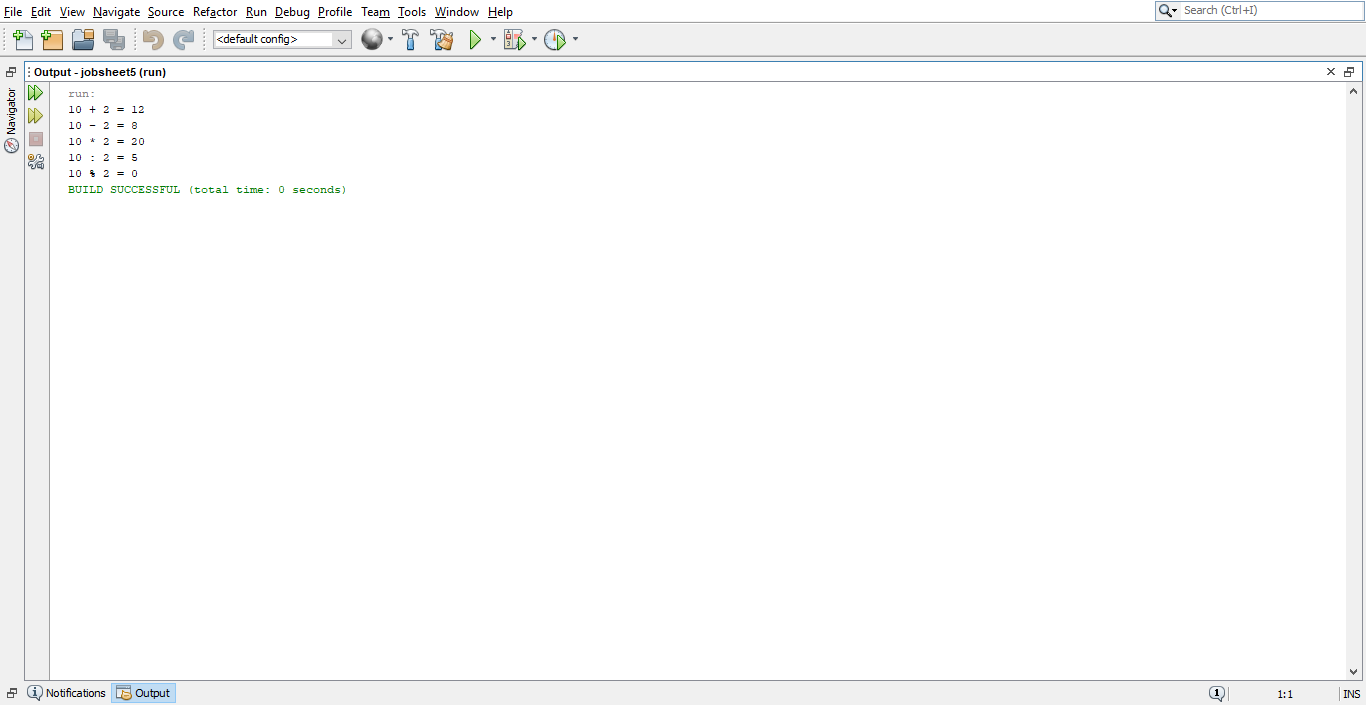 File Edit View Navigate Source Refactor Run Debug Profile Team Tools Window Help
Search (Ctrl+I)
<default config>
Output - jobsheet5 (run)
Navigator
run:
10 + 2 = 12
10 - 2 = 8
10 * 2 = 20
10 : 2 = 5
10 % 2 = 0
BUILD SUCCESSFUL (total time: 0 seconds)
Notifications Output
1 1:1 INS